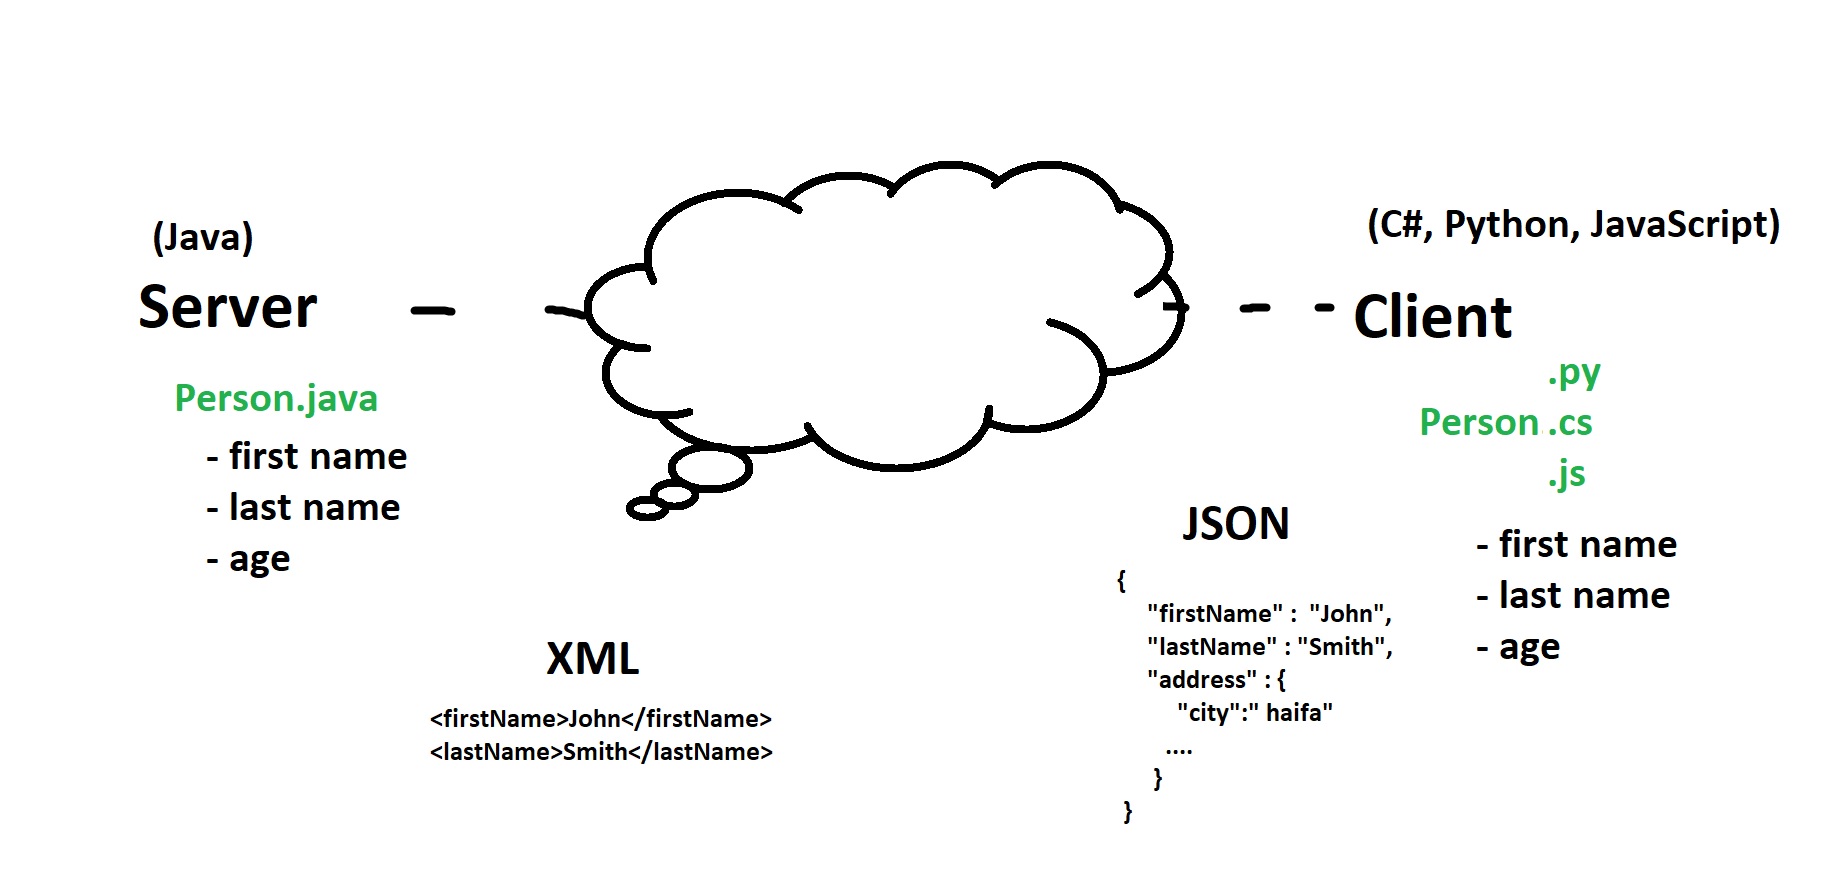 (Java)
Server
Person.java
- first name
- last name
- age
XML
<firstName>John</firstName>
<lastName>Smith</lastName>
JSON
{
"firstName" : "John",
"lastName" : "Smith",
"address" : {
"city":" haifa"
....
}
}
(C#, Python, JavaScript)
Client
.py
Person .cs
.js
- first name
- last name
- age